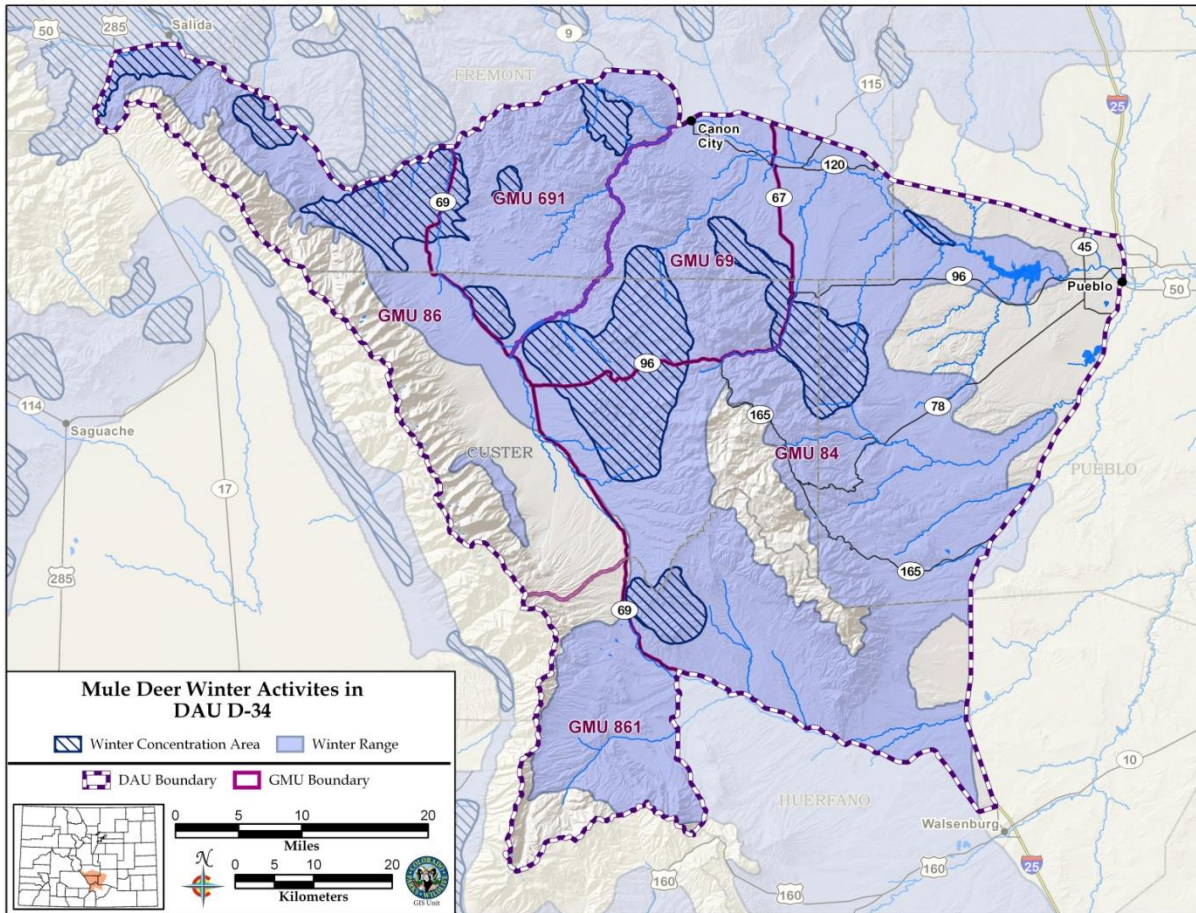 50
285
Salida
9
FREMONT
115
25
Canon
City
120
69
GMU 691
67
GMU 69
45
96
Pueblo
50
GMU 86
96
114
Saguache
165
78
CUSTER
GMU 84
PUEBLO
17
285
165
69
GMU 861
10
HUERFANO
Walsenburg
160
160
25
160
Mule Deer Winter Activites in
DAU D-34
Winter Concentration Area
Winter Range
DAU Boundary
GMU Boundary
0 5 10 20
Miles
N
0 5 10 20
Kilometers
COLORADO
GIS Unit